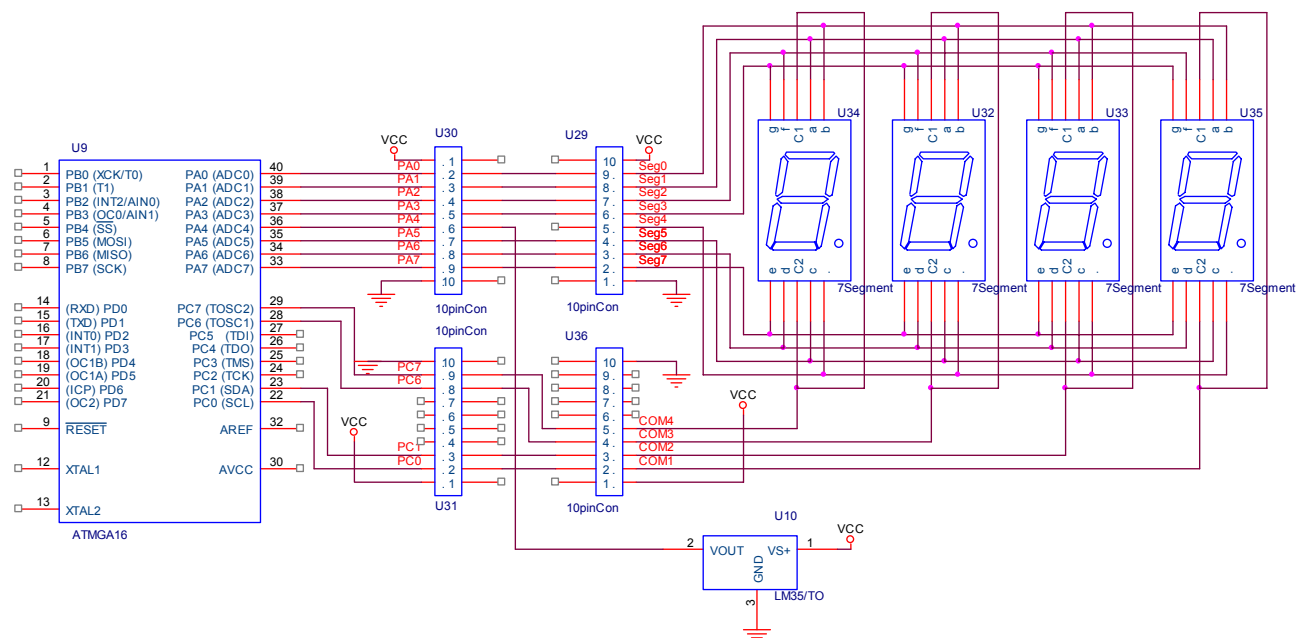 U9
1 PB0 (XCK/T0) PA0 (ADC0) 40
2 PB1 (T1) PA1 (ADC1) 39
3 PB2 (INT2/AIN0) PA2 (ADC2) 38
4 PB3 (OC0/AIN1) PA3 (ADC3) 37
5 PB4 (SS) PA4 (ADC4) 36
6 PB5 (MOSI) PA5 (ADC5) 35
7 PB6 (MISO) PA6 (ADC6) 34
8 PB7 (SCK) PA7 (ADC7) 33
14 (RXD) PD0 PC7 (TOSC2) 29
15 (TXD) PD1 PC6 (TOSC1) 28
16 (INT0) PD2 PC5 (TDI) 27
17 (INT1) PD3 PC4 (TDO) 26
18 (OC1B) PD4 PC3 (TMS) 25
19 (OC1A) PD5 PC2 (TCK) 24
20 (ICP) PD6 PC1 (SDA) 23
21 (OC2) PD7 PC0 (SCL) 22
9 RESET AREF 32
12 XTAL1 AVCC 30
13 XTAL2
ATMGA16
U30
VCC
.1
PA0 .2
PA1 .3
PA2 .4
PA3 .5
PA4 .6
PA5 .7
PA6 .8
PA7 .9
10
10pinCon
U29
VCC
10
9. Seg0
8. Seg1
7. Seg2
6. Seg3
5. Seg4
4. Seg5
3. Seg6
2. Seg7
1.
10pinCon
10pinCon
.10
PC7 .9
PC6 .8
.7
.6
.5
.4
PC1 .3
PC0 .2
.1
VCC
U31
U36
10
9.
8.
7.
6.
5. COM4
4. COM3
3. COM2
2. COM1
1.
VCC
10pinCon
U34
g f C1 a b
e d C2 c .
7Segment
U32
g f C1 a b
e d C2 c .
7Segment
U33
g f C1 a b
e d C2 c .
7Segment
U35
g f C1 a b
e d C2 c .
7Segment
U10
2 VOUT VS+ 1 VCC
GND
3
LM35/TO